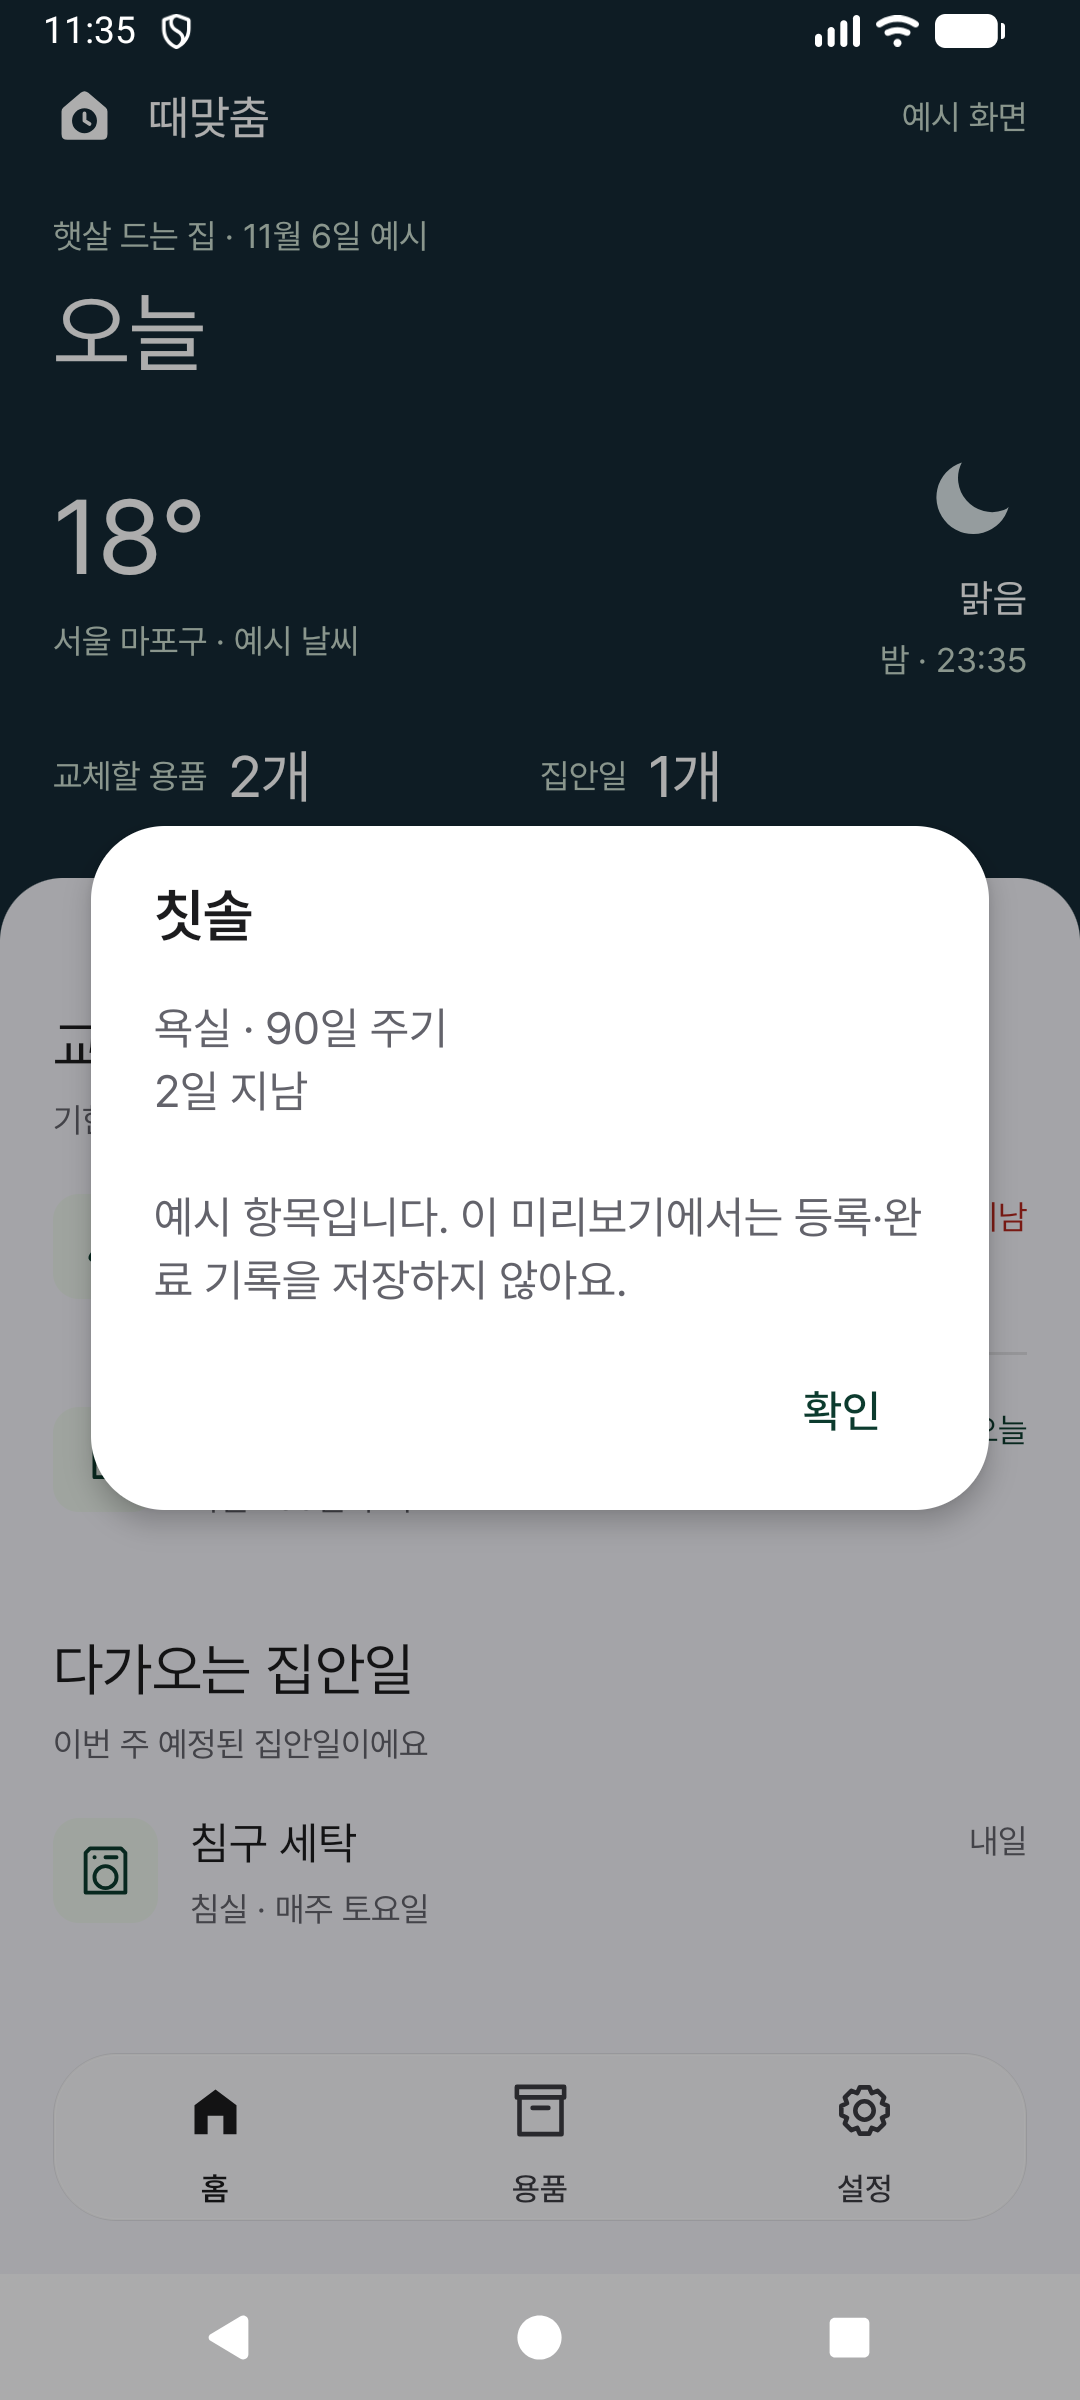 11:35
때맞춤
예시 화면
햇살 드는 집 · 11월 6일 예시
오늘
18°
맑음
서울 마포구 · 예시 날씨
밤 · 23:35
교체할 용품 2개
집안일 1개
칫솔
욕실 · 90일 주기
2일 지남
예시 항목입니다. 이 미리보기에서는 등록·완
료 기록을 저장하지 않아요.
확인
오늘
다가오는 집안일
이번 주 예정된 집안일이에요
침구 세탁
내일
침실 · 매주 토요일
홈
용품
설정